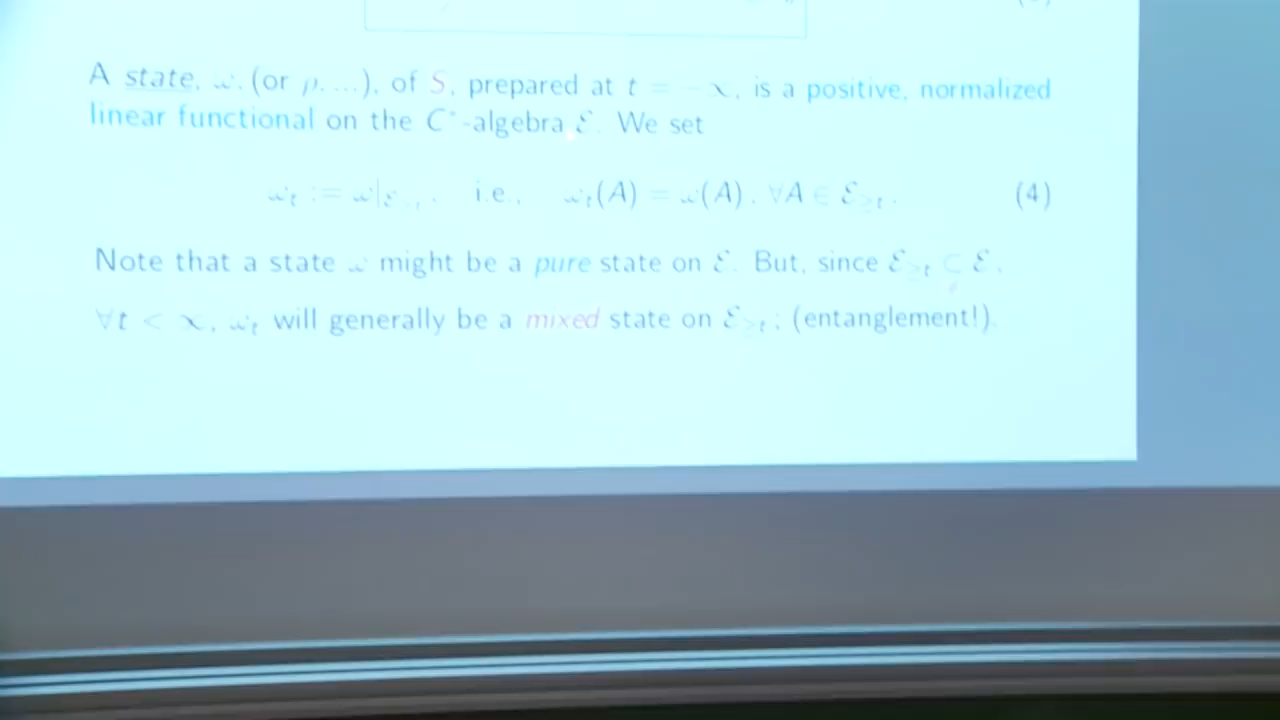 A state, ω, (or ρ, ...), of S, prepared at t = −∞, is a positive, normalized
linear functional on the C*-algebra ℰ. We set
ωₜ := ω|ℰ≥ₜ, i.e., ωₜ(A) = ω(A), ∀A ∈ ℰ≥ₜ. (4)
Note that a state ω might be a pure state on ℰ. But, since ℰ≥ₜ ⊊ ℰ,
∀t < ∞, ωₜ will generally be a mixed state on ℰ≥ₜ; (entanglement!).